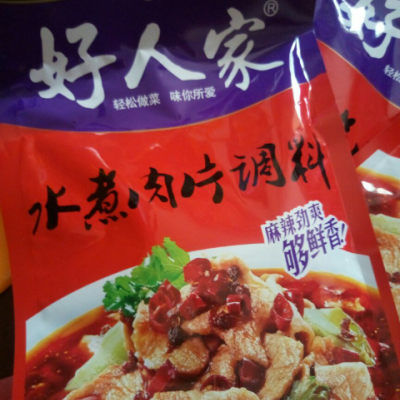 好人家®
轻松做菜 味你所爱
水煮肉片调料
麻辣劲爽
够鲜香!